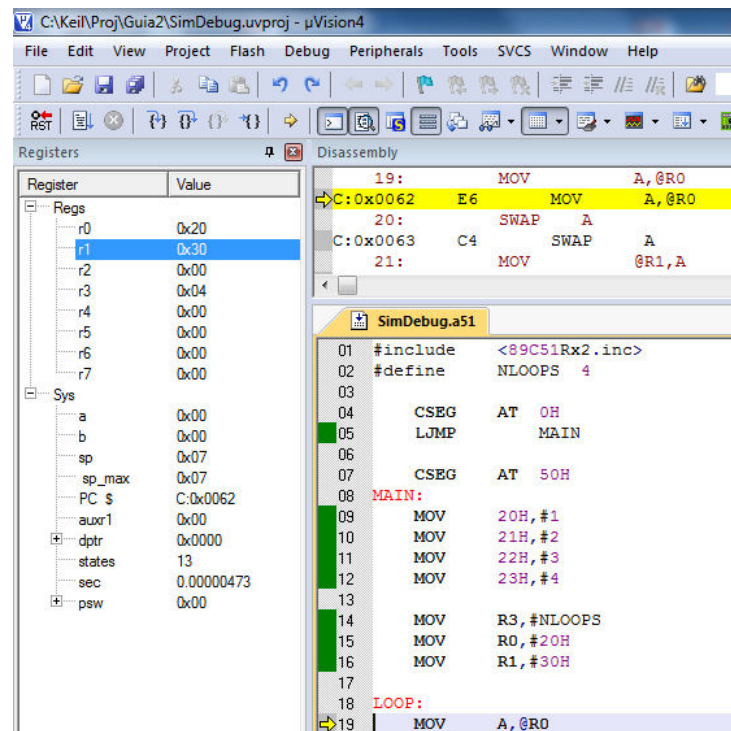 C:\Keil\Proj\Guia2\SimDebug.uvproj - µVision4
File Edit View Project Flash Debug Peripherals Tools SVCS Window Help
RST
Registers
Register Value
Regs
r0 0x20
r1 0x30
r2 0x00
r3 0x04
r4 0x00
r5 0x00
r6 0x00
r7 0x00
Sys
a 0x00
b 0x00
sp 0x07
sp_max 0x07
PC $ C:0x0062
auxr1 0x00
dptr 0x0000
states 13
sec 0.00000473
psw 0x00
Disassembly
19: MOV A,@R0
C:0x0062 E6 MOV A,@R0
20: SWAP A
C:0x0063 C4 SWAP A
21: MOV @R1,A
SimDebug.a51
01 #include <89C51Rx2.inc>
02 #define NLOOPS 4
03
04 CSEG AT 0H
05 LJMP MAIN
06
07 CSEG AT 50H
08 MAIN:
09 MOV 20H,#1
10 MOV 21H,#2
11 MOV 22H,#3
12 MOV 23H,#4
13
14 MOV R3,#NLOOPS
15 MOV R0,#20H
16 MOV R1,#30H
17
18 LOOP:
19 MOV A,@R0